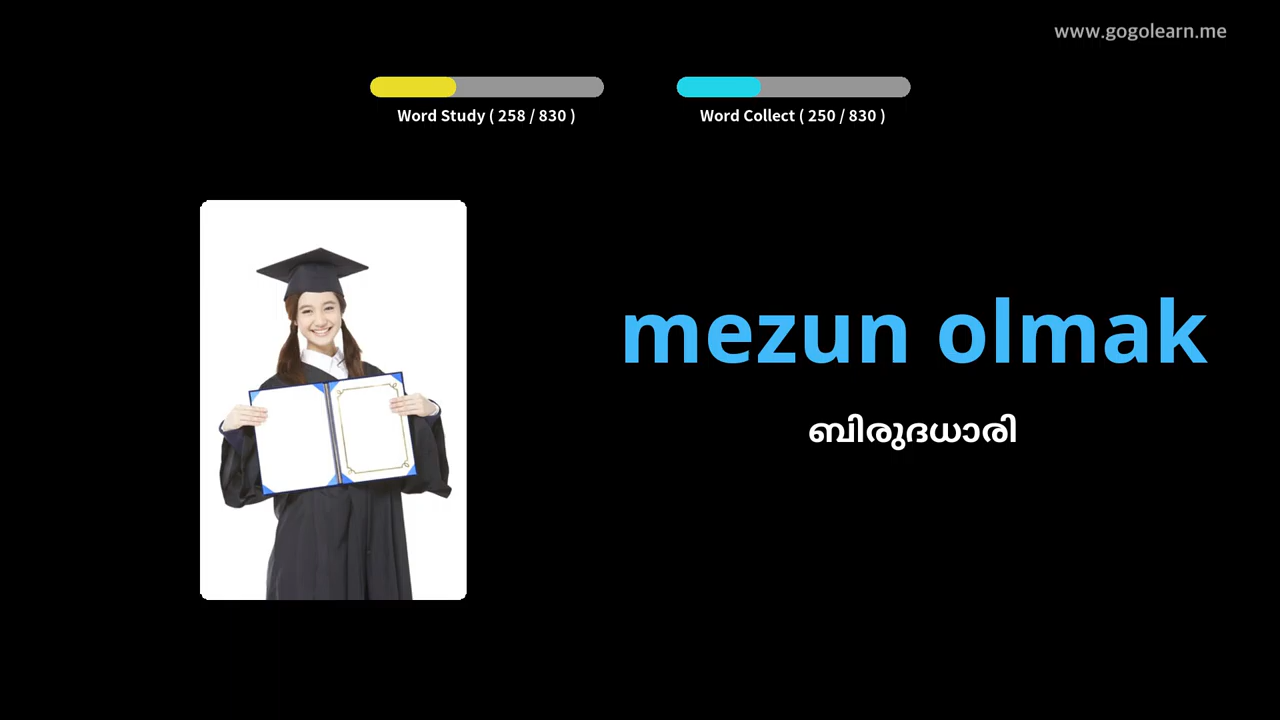 www.gogolearn.me
Word Study ( 258 / 830 )
Word Collect ( 250 / 830 )
mezun olmak
ബിരുദധാരി